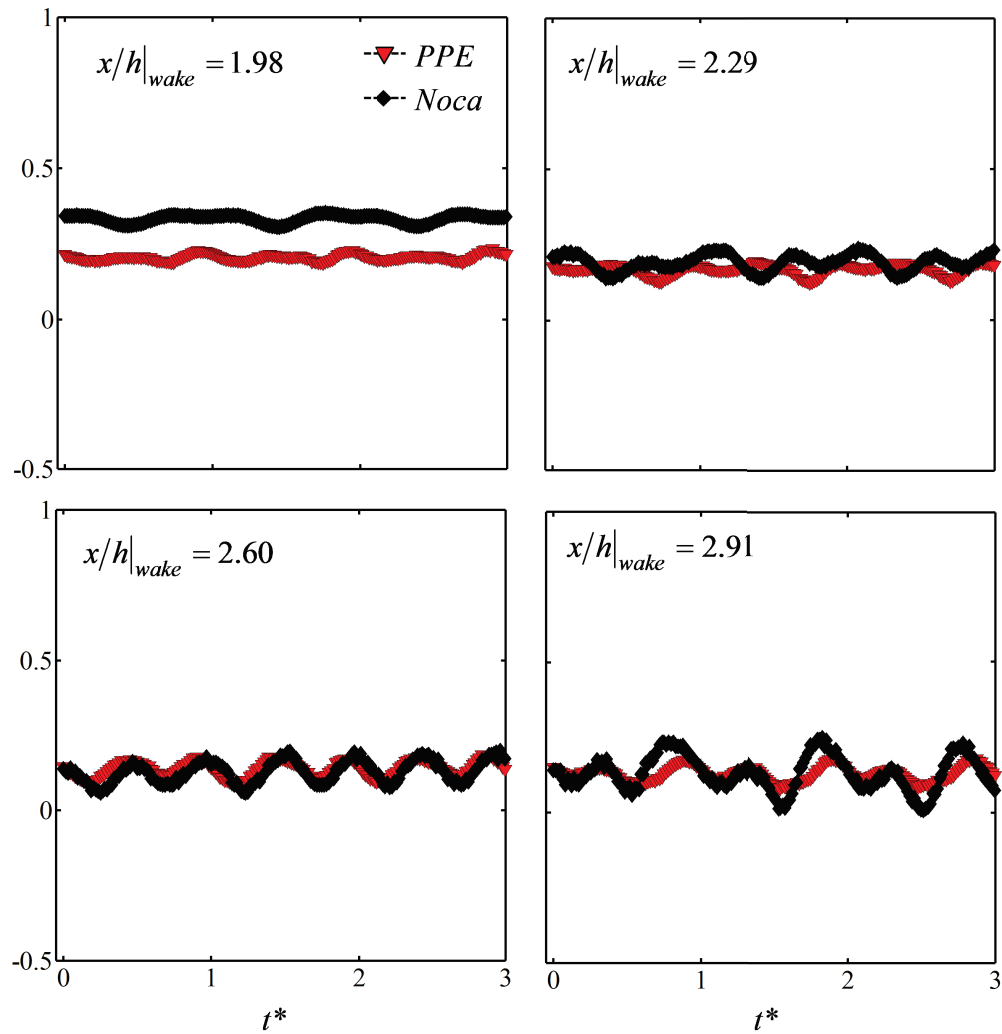 1
x/h|wake = 1.98
PPE
Noca
0.5
0
-0.5
x/h|wake = 2.29
1
x/h|wake = 2.60
0.5
0
-0.5
0 1 2 3
t*
x/h|wake = 2.91
0 1 2 3
t*